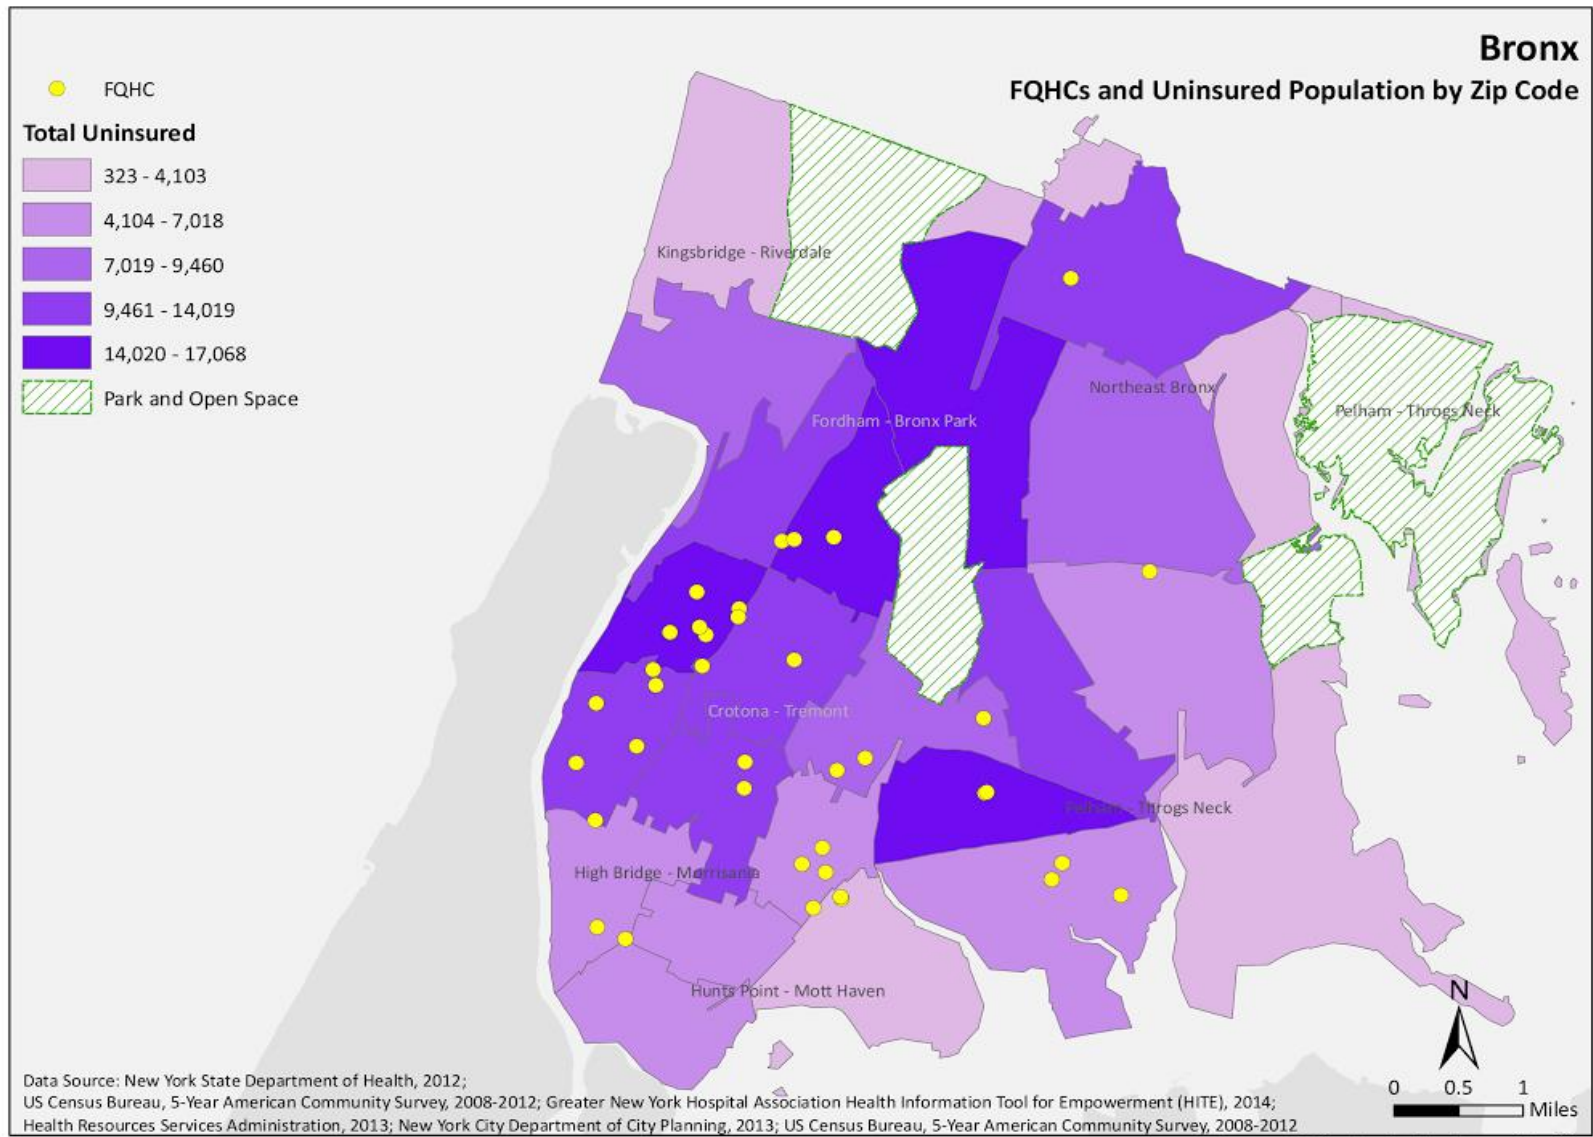 Bronx
FQHCs and Uninsured Population by Zip Code
FQHC
Total Uninsured
323 - 4,103
4,104 - 7,018
7,019 - 9,460
9,461 - 14,019
14,020 - 17,068
Park and Open Space
Kingsbridge - Riverdale
Northeast Bronx
Fordham - Bronx Park
Pelham - Throgs Neck
Crotona - Tremont
Pelham - Throgs Neck
High Bridge - Morrisania
Hunts Point - Mott Haven
N
0 0.5 1
Miles
Data Source: New York State Department of Health, 2012;
US Census Bureau, 5-Year American Community Survey, 2008-2012; Greater New York Hospital Association Health Information Tool for Empowerment (HITE), 2014;
Health Resources Services Administration, 2013; New York City Department of City Planning, 2013; US Census Bureau, 5-Year American Community Survey, 2008-2012